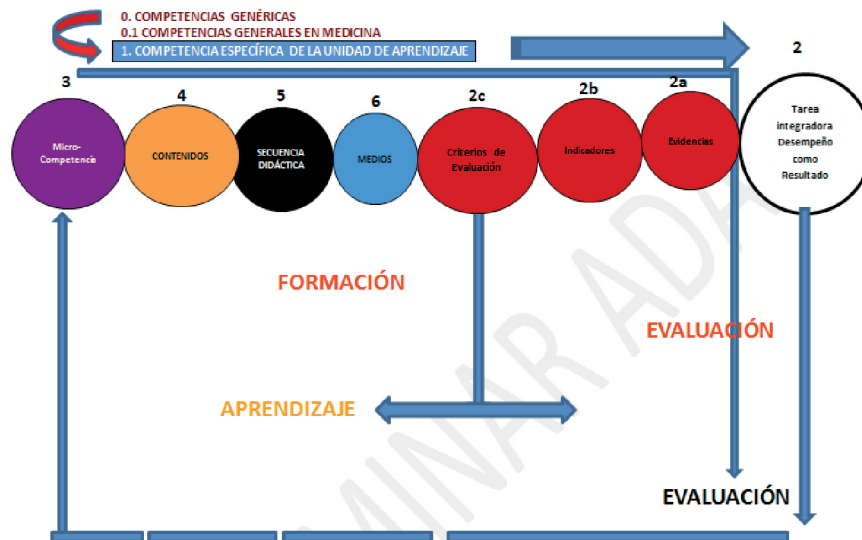 0. COMPETENCIAS GENÉRICAS
0.1 COMPETENCIAS GENERALES EN MEDICINA
1. COMPETENCIA ESPECÍFICA DE LA UNIDAD DE APRENDIZAJE
3
4
5
6
2c
2b
2a
2
Micro-
Competencia
CONTENIDOS
SECUENCIA
DIDÁCTICA
MEDIOS
Criterios de
Evaluación
Indicadores
Evidencias
Tarea
integradora
Desempeño
como
Resultado
FORMACIÓN
EVALUACIÓN
APRENDIZAJE
EVALUACIÓN
MINAR ADA